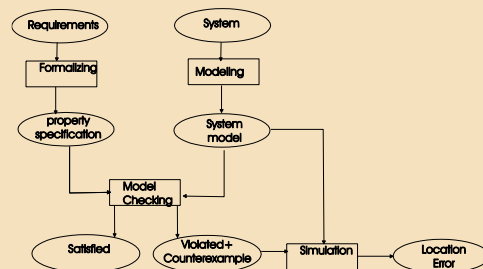 Requirements
System
Formalizing
Modeling
property
specification
System
model
Model
Checking
Satisfied
Violated+
Counterexample
Simulation
Location
Error